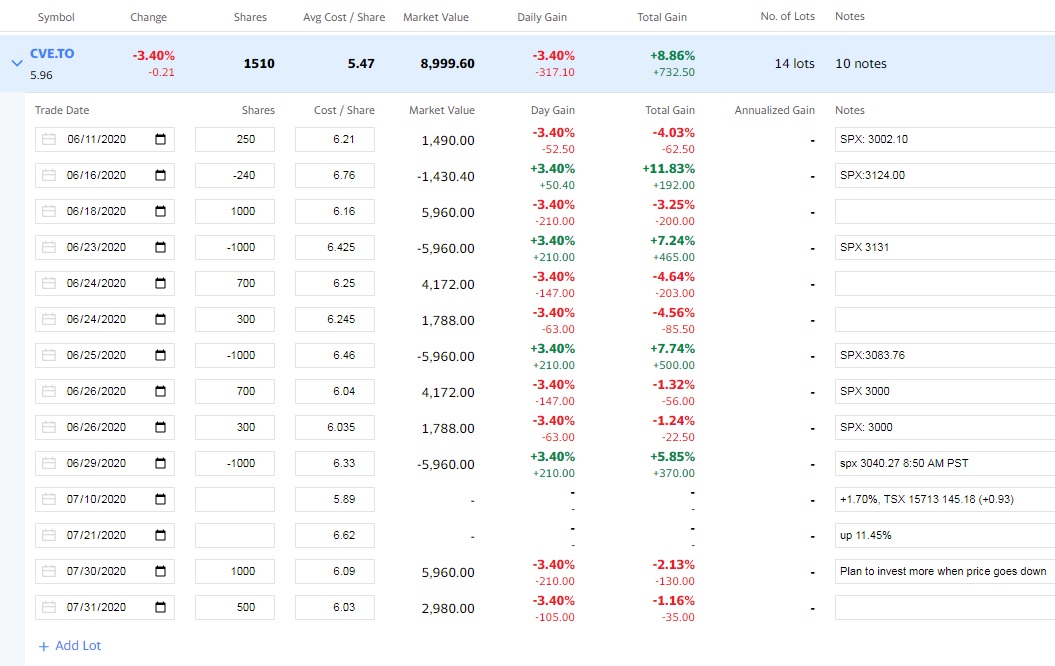 Symbol Change Shares Avg Cost / Share Market Value Daily Gain Total Gain No. of Lots Notes
CVE.TO -3.40% 1510 5.47 8,999.60 -3.40% +8.86% 14 lots 10 notes
5.96 -0.21 -317.10 +732.50
Trade Date Shares Cost / Share Market Value Day Gain Total Gain Annualized Gain Notes
06/11/2020 250 6.21 1,490.00 -3.40% -4.03% - SPX: 3002.10
-52.50 -62.50
06/16/2020 -240 6.76 -1,430.40 +3.40% +11.83% - SPX:3124.00
+50.40 +192.00
06/18/2020 1000 6.16 5,960.00 -3.40% -3.25% -
-210.00 -200.00
06/23/2020 -1000 6.425 -5,960.00 +3.40% +7.24% - SPX 3131
+210.00 +465.00
06/24/2020 700 6.25 4,172.00 -3.40% -4.64% -
-147.00 -203.00
06/24/2020 300 6.245 1,788.00 -3.40% -4.56% -
-63.00 -85.50
06/25/2020 -1000 6.46 -5,960.00 +3.40% +7.74% - SPX:3083.76
+210.00 +500.00
06/26/2020 700 6.04 4,172.00 -3.40% -1.32% - SPX 3000
-147.00 -56.00
06/26/2020 300 6.035 1,788.00 -3.40% -1.24% - SPX: 3000
-63.00 -22.50
06/29/2020 -1000 6.33 -5,960.00 +3.40% +5.85% - spx 3040.27 8:50 AM PST
+210.00 +370.00
07/10/2020 5.89 - - - - +1.70%, TSX 15713 145.18 (+0.93)
- -
07/21/2020 6.62 - - - - up 11.45%
- -
07/30/2020 1000 6.09 5,960.00 -3.40% -2.13% - Plan to invest more when price goes down
-210.00 -130.00
07/31/2020 500 6.03 2,980.00 -3.40% -1.16% -
-105.00 -35.00
+ Add Lot